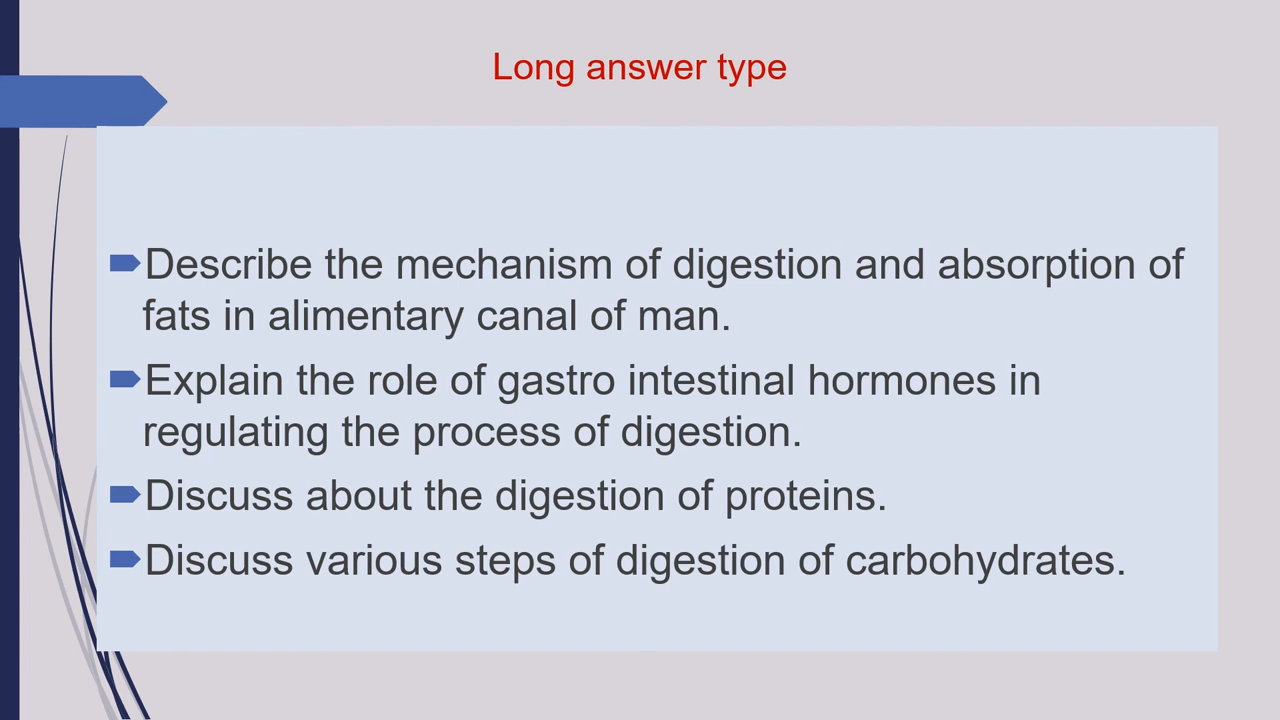 Long answer type
Describe the mechanism of digestion and absorption of
fats in alimentary canal of man.
Explain the role of gastro intestinal hormones in
regulating the process of digestion.
Discuss about the digestion of proteins.
Discuss various steps of digestion of carbohydrates.